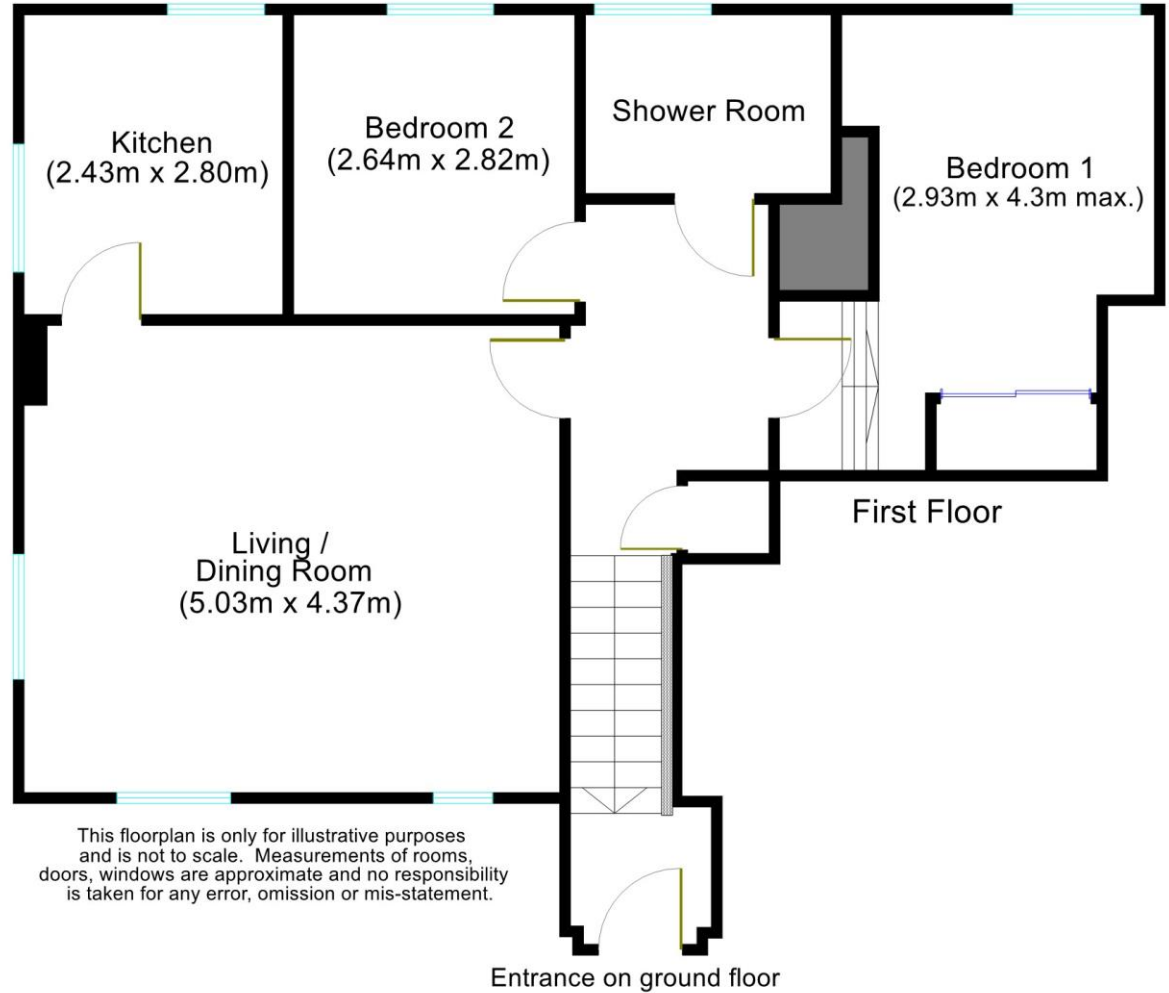 Kitchen
(2.43m x 2.80m)
Bedroom 2
(2.64m x 2.82m)
Shower Room
Bedroom 1
(2.93m x 4.3m max.)
First Floor
Living /
Dining Room
(5.03m x 4.37m)
This floorplan is only for illustrative purposes
and is not to scale. Measurements of rooms,
doors, windows are approximate and no responsibility
is taken for any error, omission or mis-statement.
Entrance on ground floor